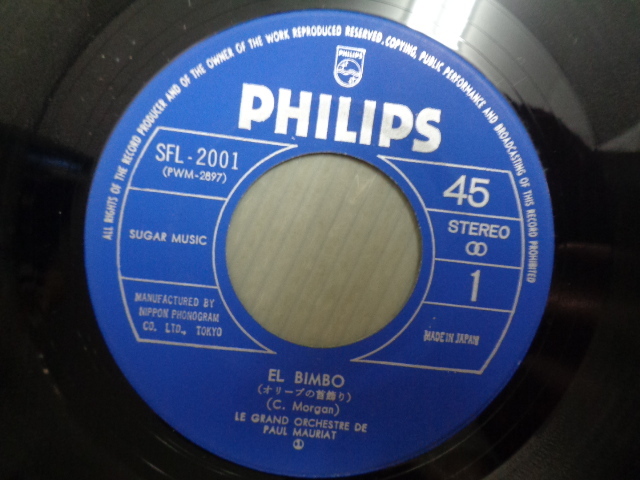 ALL RIGHTS OF THE RECORD PRODUCER AND OF THE OWNER OF THE WORK REPRODUCED RESERVED. COPYING, PUBLIC PERFORMANCE AND BROADCASTING OF THIS RECORD PROHIBITED
PHILIPS
PHILIPS
SFL-2001
(PWM-2897)
SUGAR MUSIC
MANUFACTURED BY
NIPPON PHONOGRAM
CO. LTD., TOKYO
45
STEREO
1
MADE IN JAPAN
EL BIMBO
(オリーブの首飾り)
(C. Morgan)
LE GRAND ORCHESTRE DE
PAUL MAURIAT